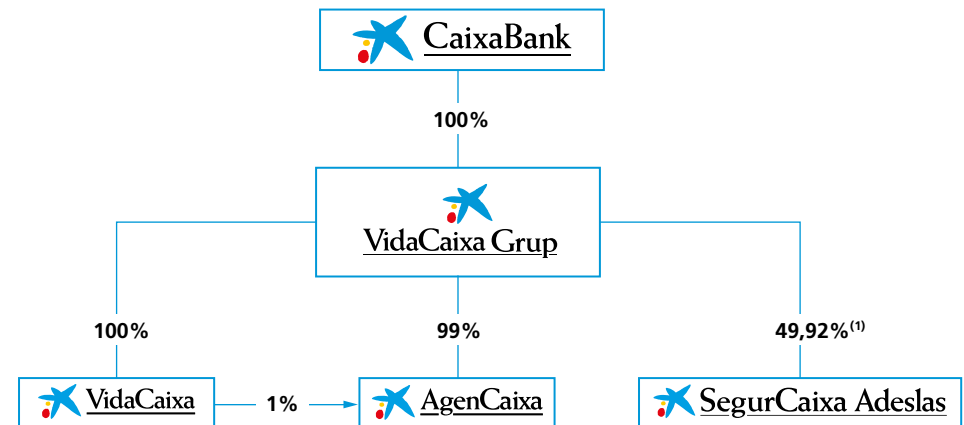 CaixaBank
100%
VidaCaixa Grup
100%
99%
49,92%(1)
VidaCaixa
1%
AgenCaixa
SegurCaixa Adeslas